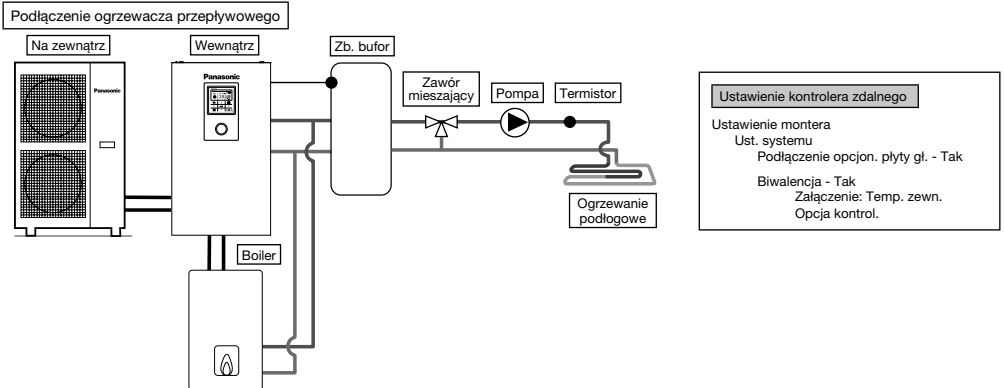 Podłączenie ogrzewacza przepływowego
Na zewnątrz
Wewnątrz
Zb. bufor
Panasonic
Panasonic
Zawór
mieszający
Pompa
Termistor
Ogrzewanie
podłogowe
Boiler
Ustawienie kontrolera zdalnego
Ustawienie montera
Ust. systemu
Podłączenie opcjon. płyty gł. - Tak
Biwalencja - Tak
Załączenie: Temp. zewn.
Opcja kontrol.